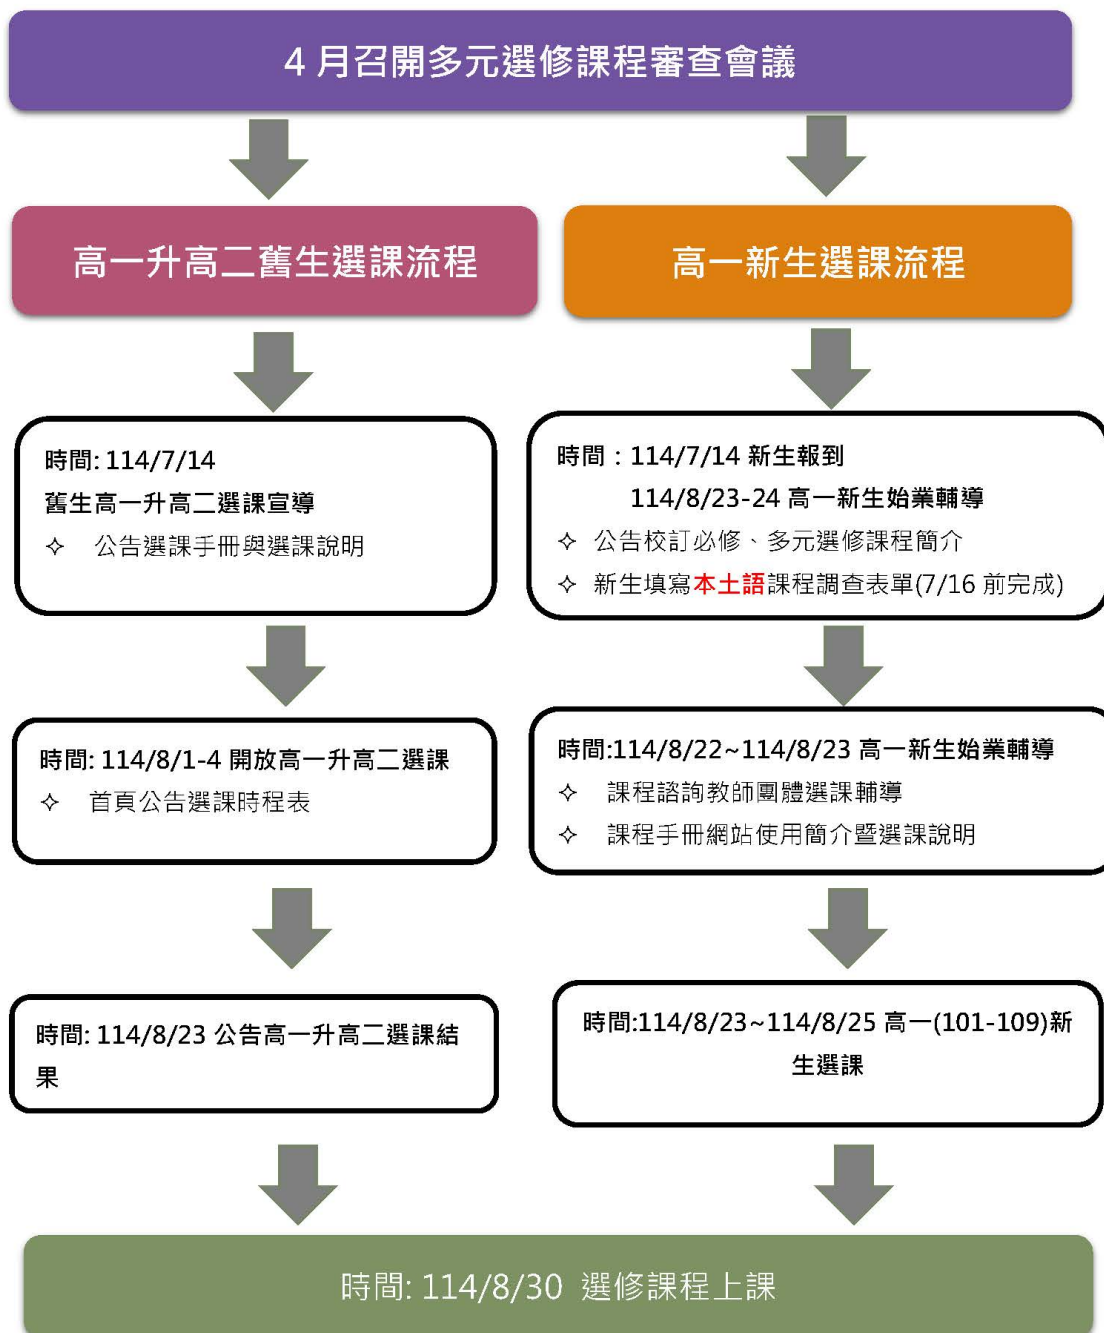 4 月召開多元選修課程審查會議
高一升高二舊生選課流程
高一新生選課流程
時間: 114/7/14
舊生高一升高二選課宣導
✧ 公告選課手冊與選課說明
時間：114/7/14 新生報到
114/8/23-24 高一新生始業輔導
✧ 公告校訂必修、多元選修課程簡介
✧ 新生填寫本土語課程調查表單(7/16 前完成)
時間: 114/8/1-4 開放高一升高二選課
✧ 首頁公告選課時程表
時間:114/8/22~114/8/23 高一新生始業輔導
✧ 課程諮詢教師團體選課輔導
✧ 課程手冊網站使用簡介暨選課說明
時間: 114/8/23 公告高一升高二選課結
果
時間:114/8/23~114/8/25 高一(101-109)新
生選課
時間: 114/8/30 選修課程上課